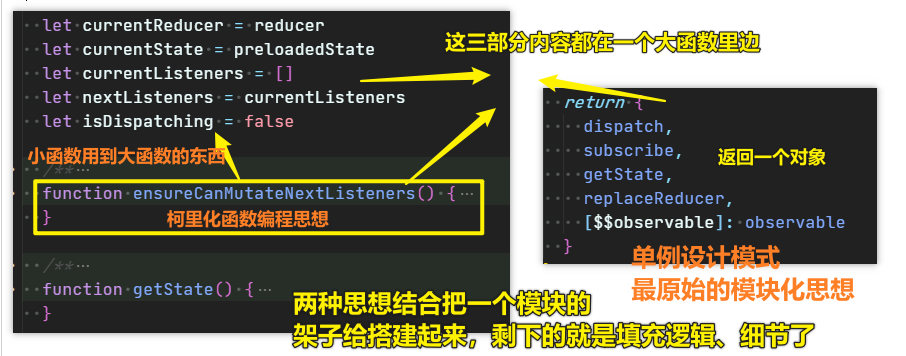 let currentReducer = reducer
let currentState = preloadedState
let currentListeners = []
let nextListeners = currentListeners
let isDispatching = false
这三部分内容都在一个大函数里边
小函数用到大函数的东西
/**…
function ensureCanMutateNextListeners() {…
}
柯里化函数编程思想
/**…
function getState() {…
}
return {
dispatch,
subscribe,
getState,
replaceReducer,
[$$observable]: observable
}
返回一个对象
单例设计模式
最原始的模块化思想
两种思想结合把一个模块的
架子给搭建起来，剩下的就是填充逻辑、细节了